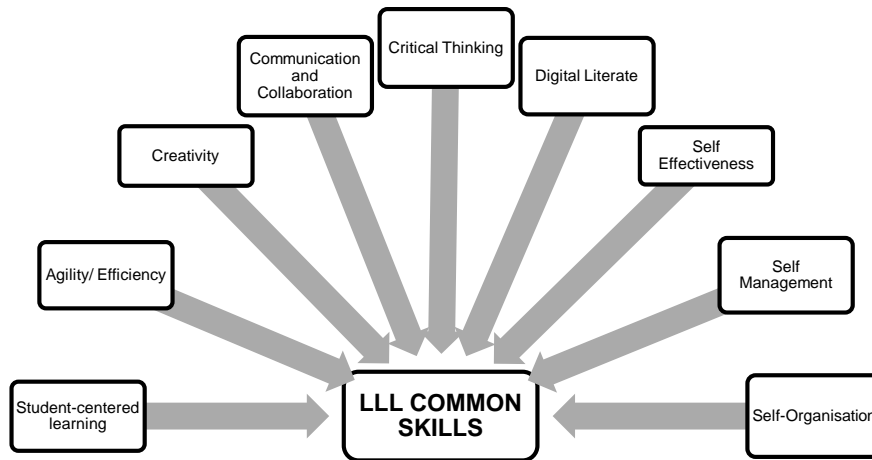 Critical Thinking
Communication
and
Collaboration
Digital Literate
Creativity
Self
Effectiveness
Agility/ Efficiency
Self
Management
Student-centered
learning
LLL COMMON
SKILLS
Self-Organisation